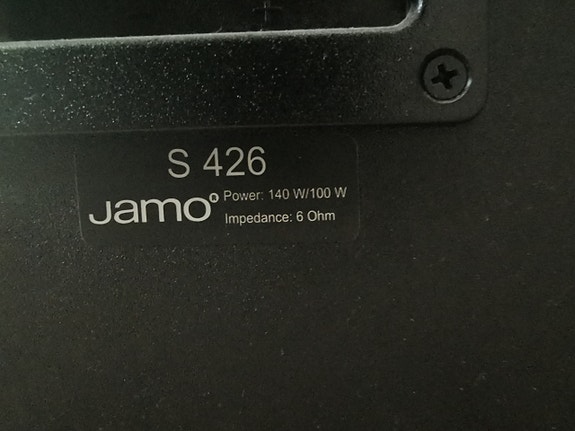 S 426
Jamo® Power: 140 W/100 W
Impedance: 6 Ohm